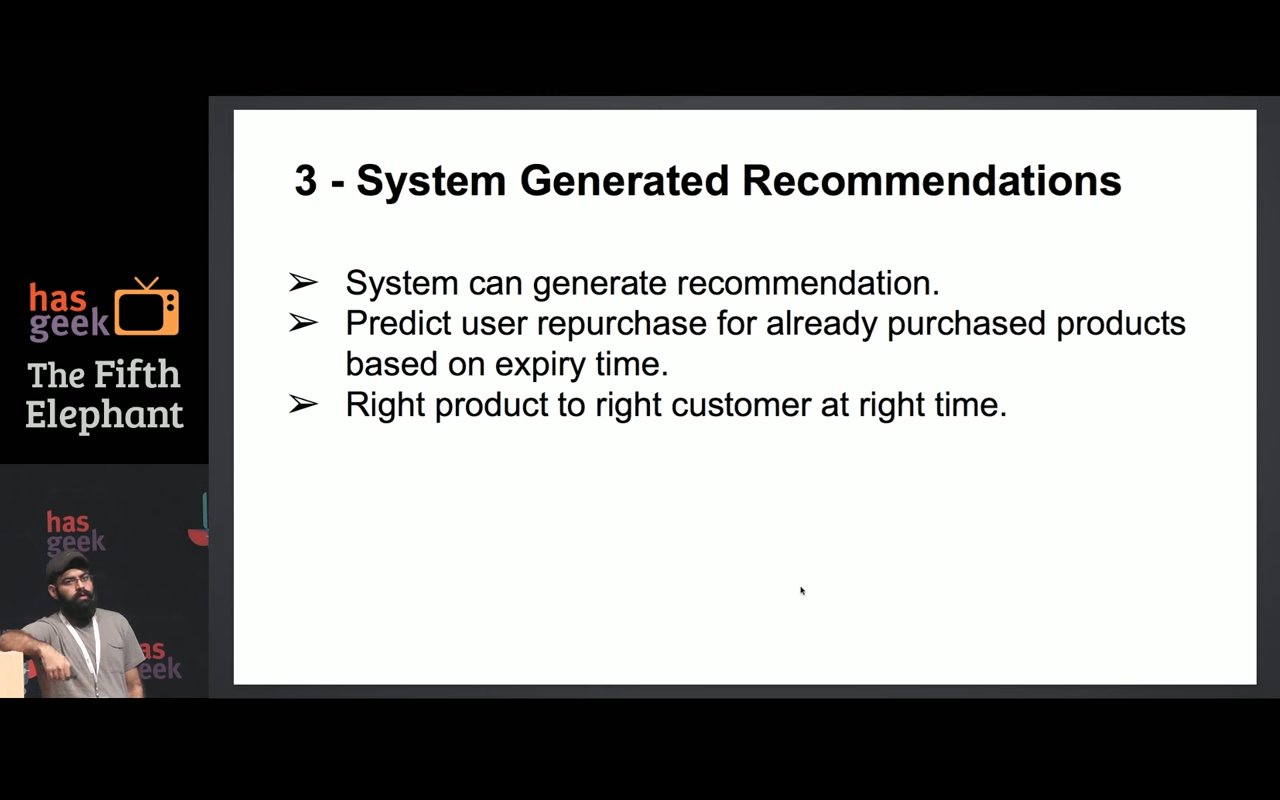 3 - System Generated Recommendations
➢ System can generate recommendation.
➢ Predict user repurchase for already purchased products
based on expiry time.
➢ Right product to right customer at right time.
has
geek
The Fifth
Elephant
has
geek
as
eek